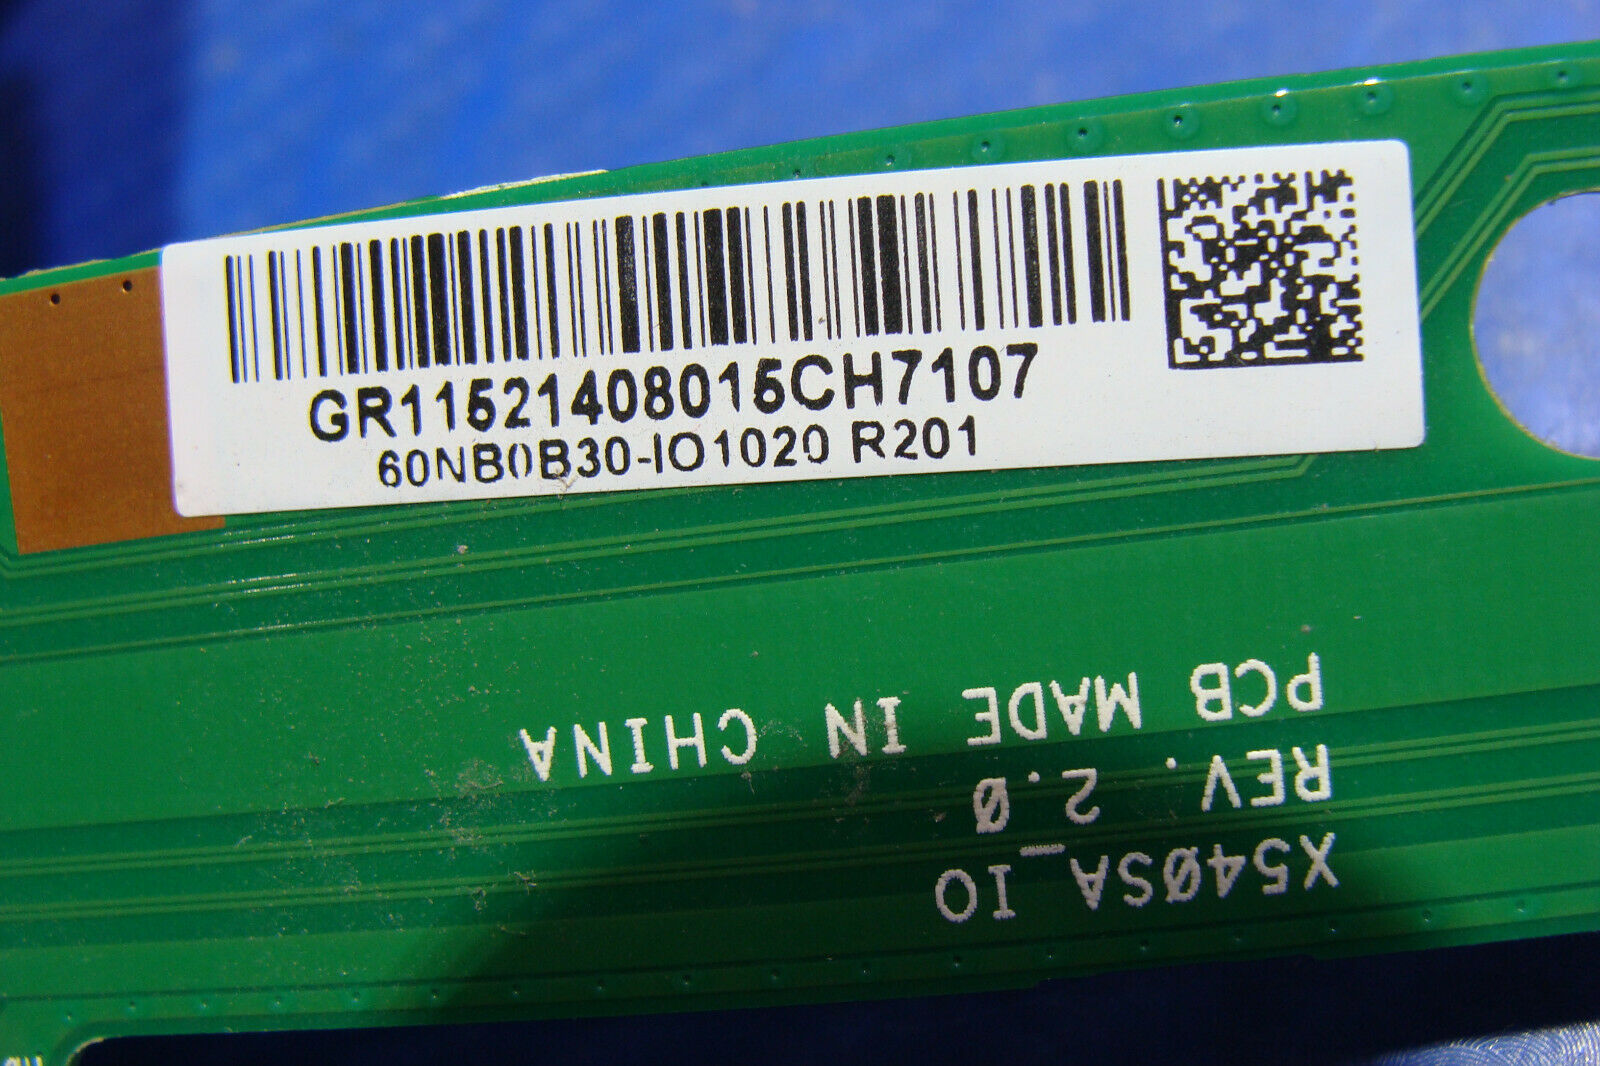 GR11521408015CH7107
60NB0B30-IO1020 R201
X540SA_IO
REV. 2.0
PCB MADE IN CHINA